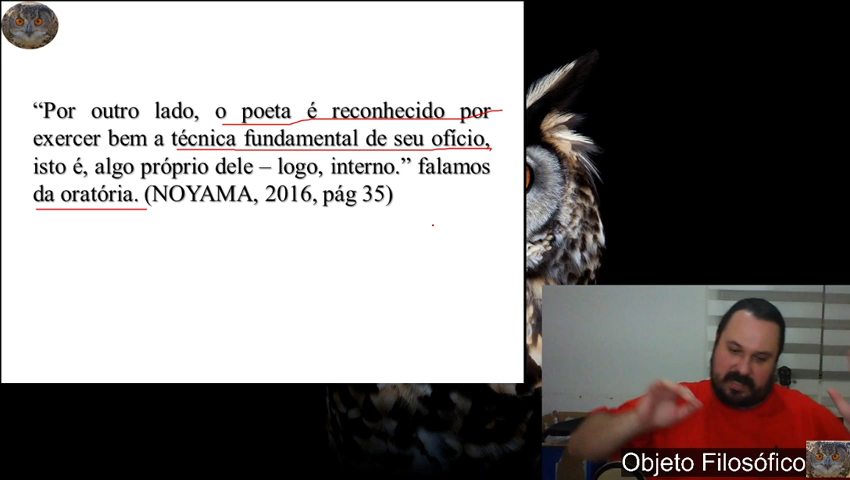 “Por outro lado, o poeta é reconhecido por
exercer bem a técnica fundamental de seu ofício,
isto é, algo próprio dele – logo, interno.” falamos
da oratória. (NOYAMA, 2016, pág 35)
Objeto Filosófico